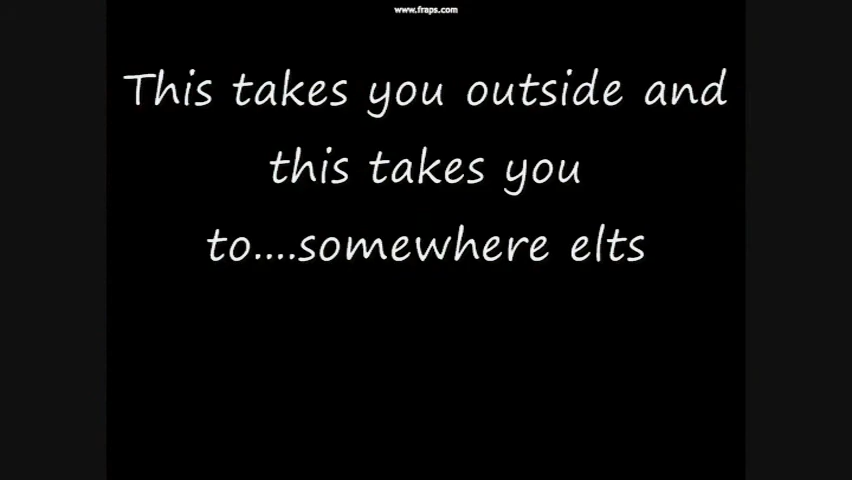 www.fraps.com
This takes you outside and
this takes you
to....somewhere elts